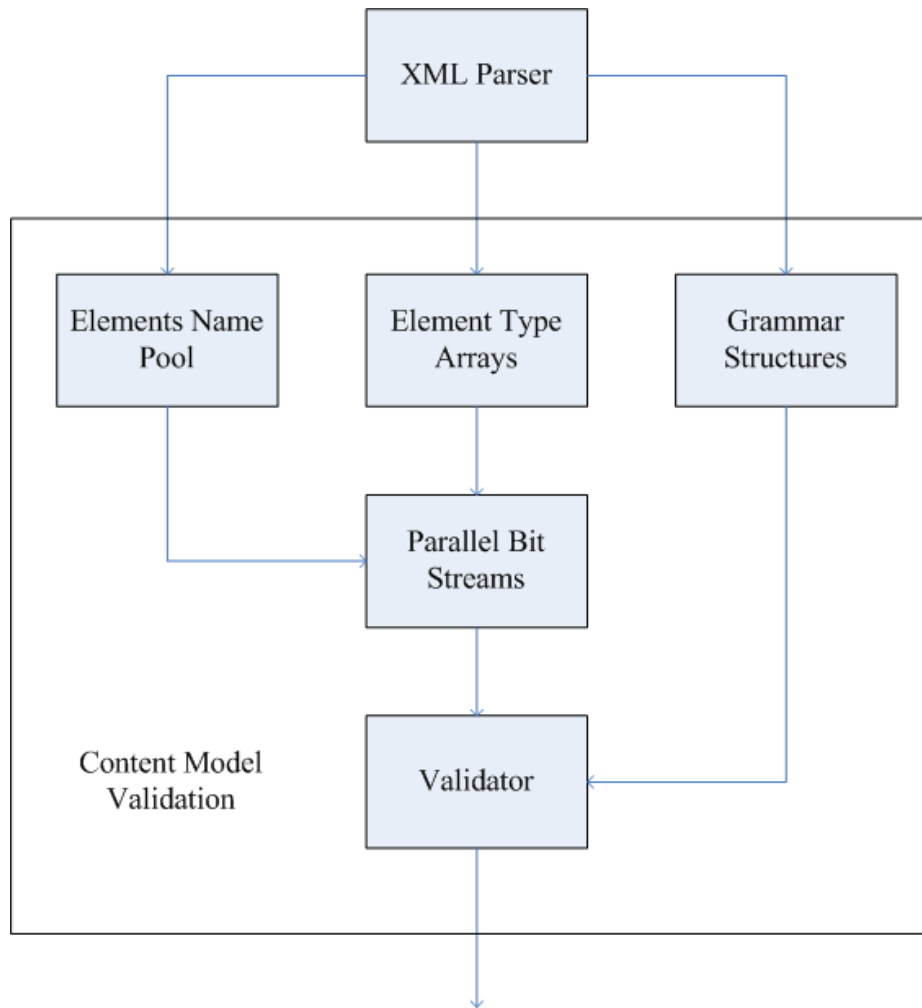 XML Parser
Elements Name
Pool
Element Type
Arrays
Grammar
Structures
Parallel Bit
Streams
Content Model
Validation
Validator